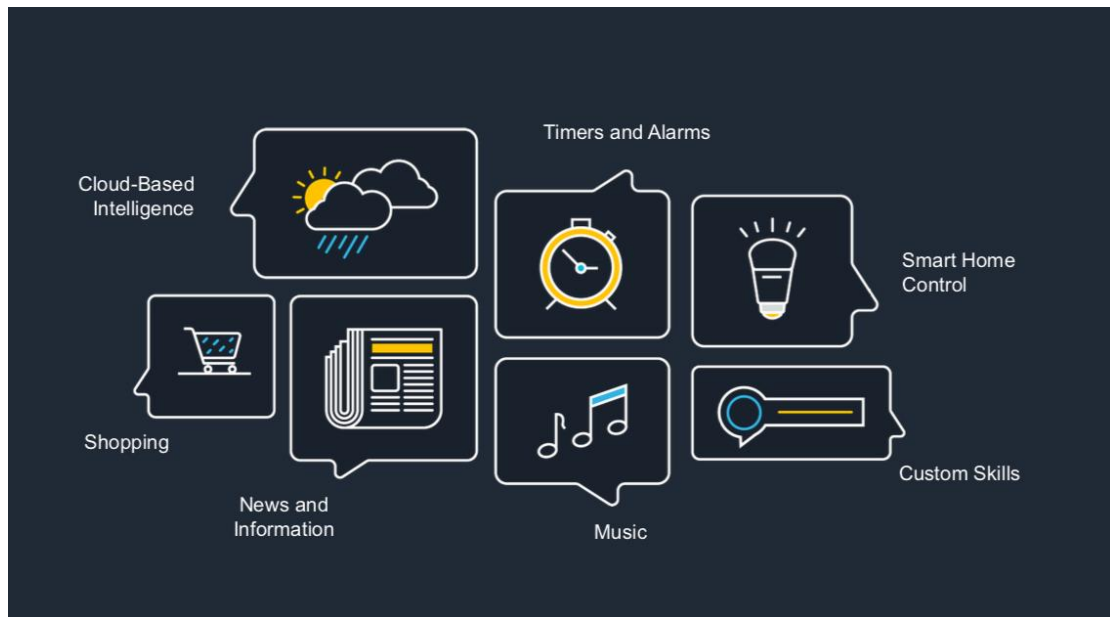 Timers and Alarms
Cloud-Based
Intelligence
Smart Home
Control
Shopping
News and
Information
Music
Custom Skills